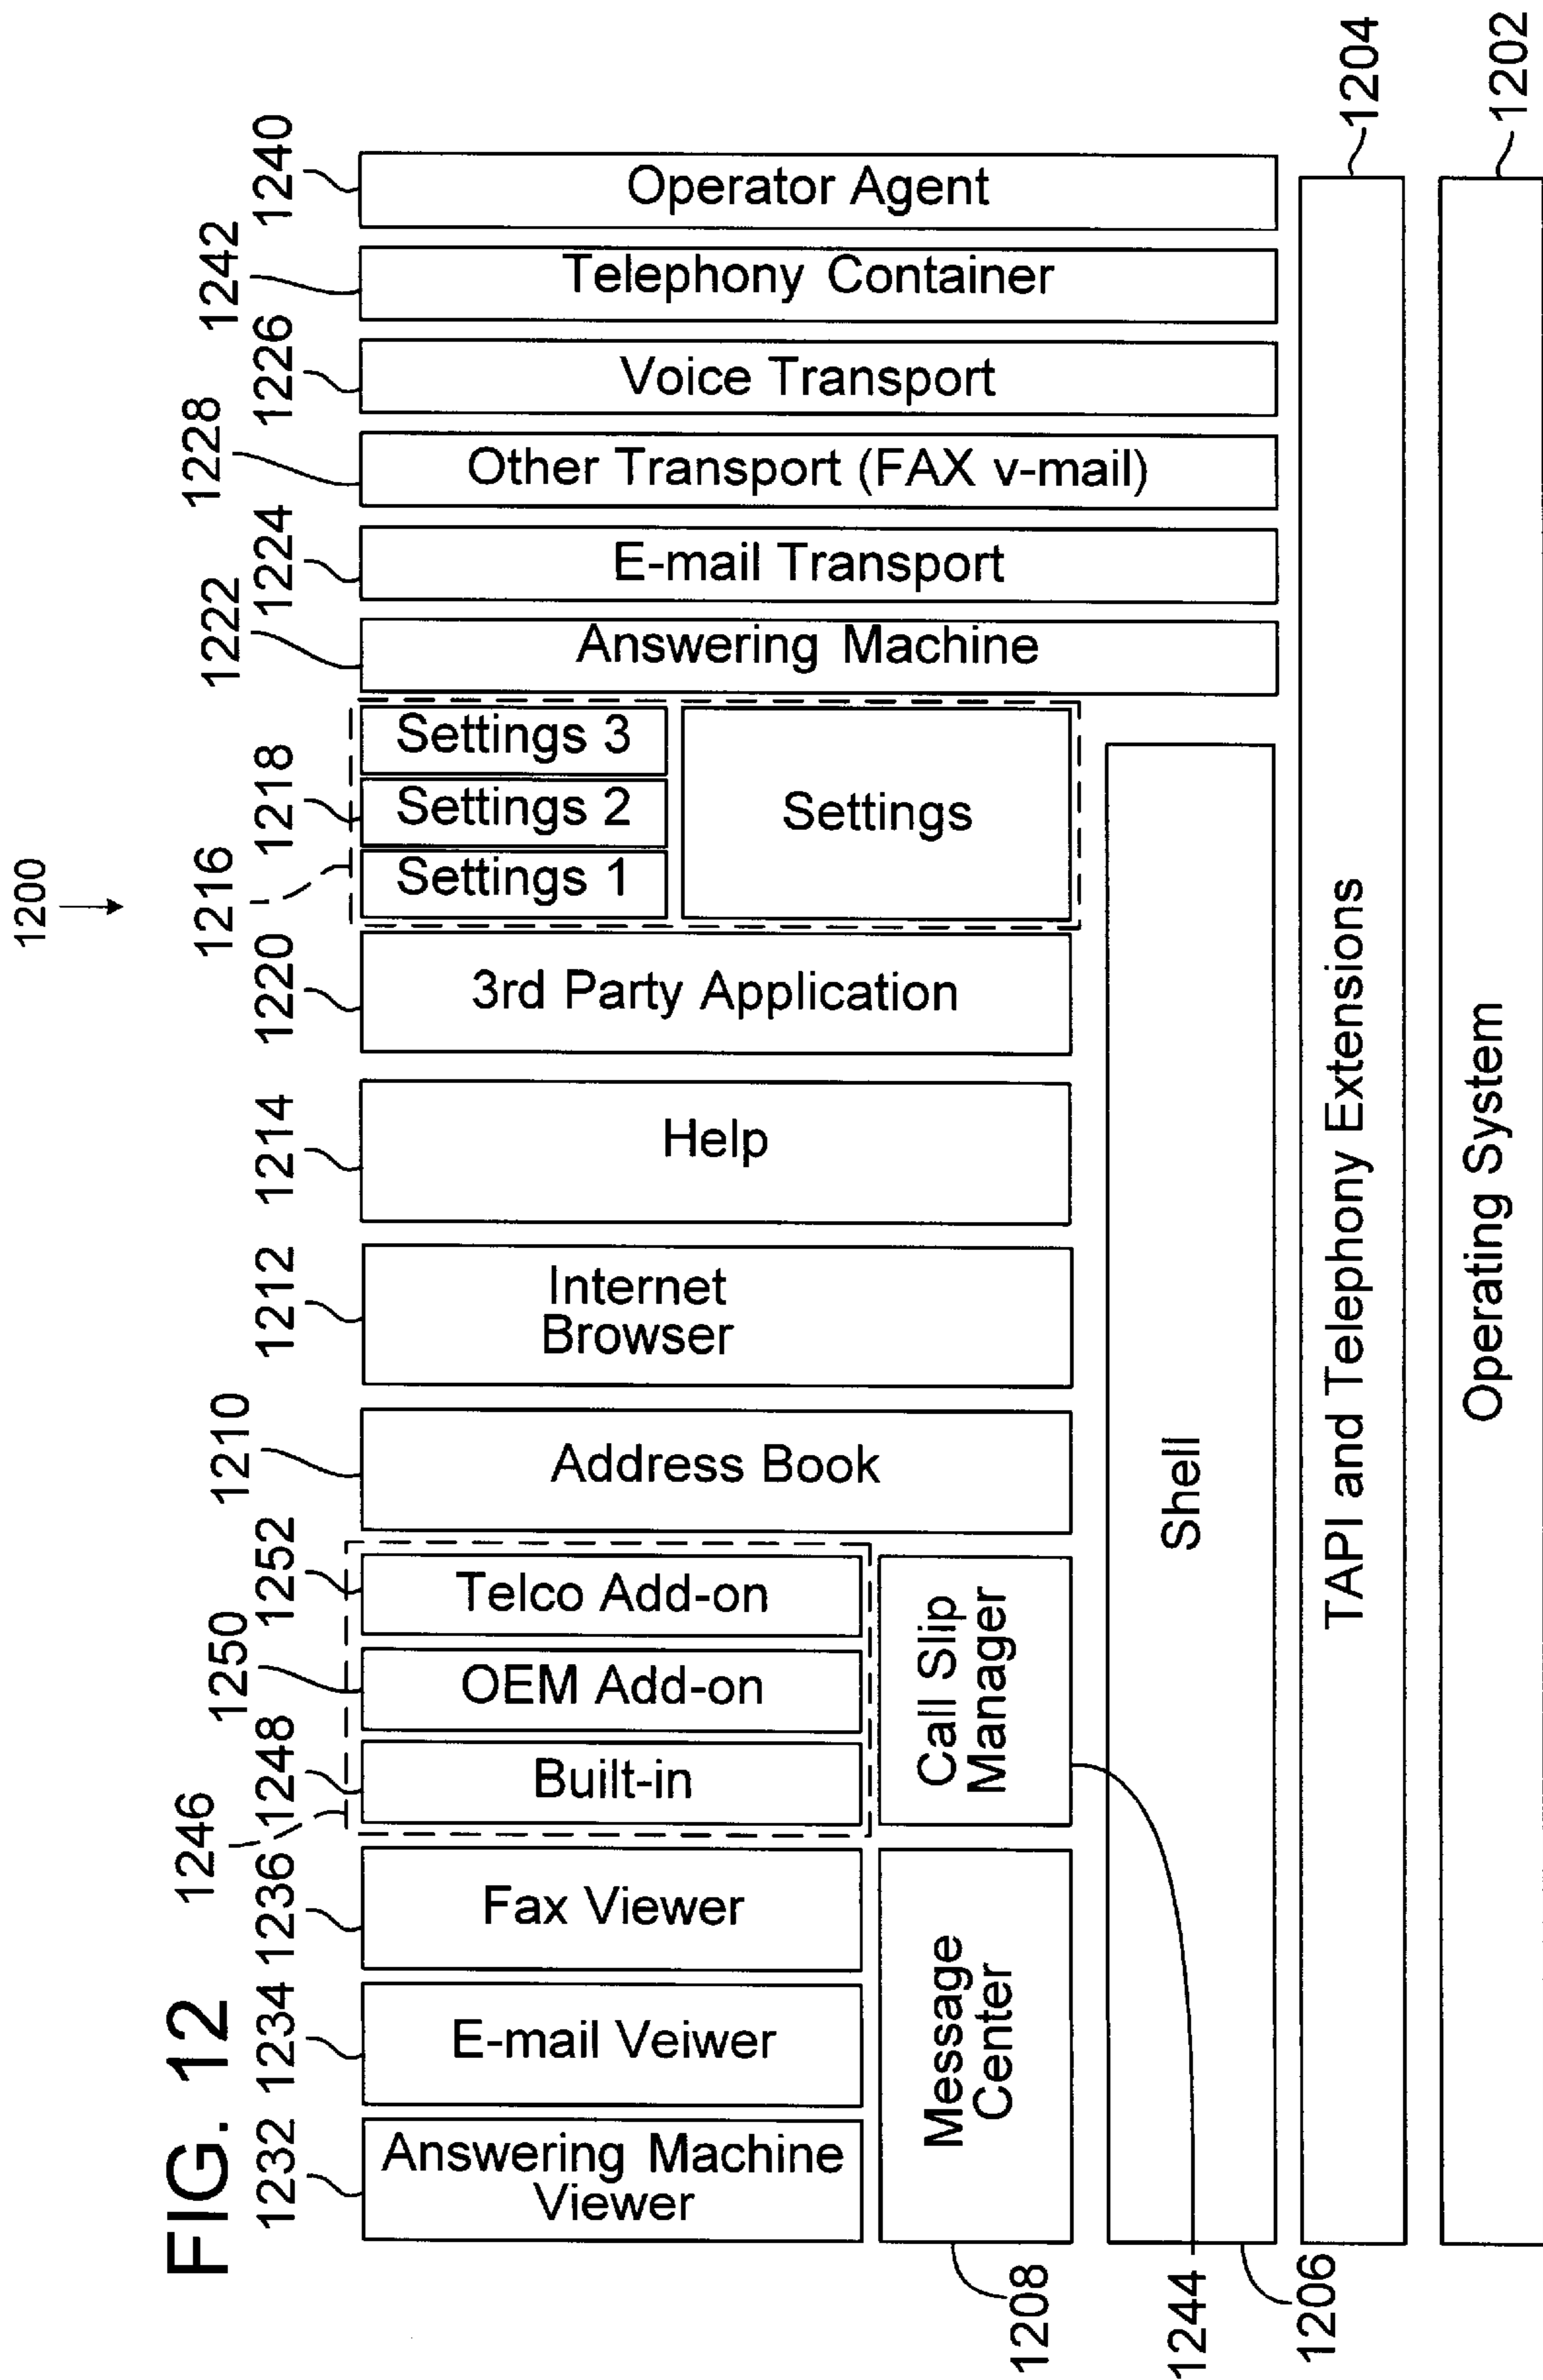 1200
FIG. 12
1240
Operator Agent
1242
Telephony Container
1226
Voice Transport
1228
Other Transport (FAX v-mail)
1224
E-mail Transport
1222
Answering Machine
1218
1216
Settings 3
Settings 2
Settings 1
Settings
1220
3rd Party Application
1214
Help
1212
Internet
Browser
1210
Address Book
1252
Telco Add-on
1250
OEM Add-on
1248
Built-in
1246
Call Slip
Manager
1244
1236
Fax Viewer
1234
E-mail Veiwer
1232
Answering Machine
Viewer
Message
Center
1208
Shell
1206
TAPI and Telephony Extensions
1204
Operating System
1202